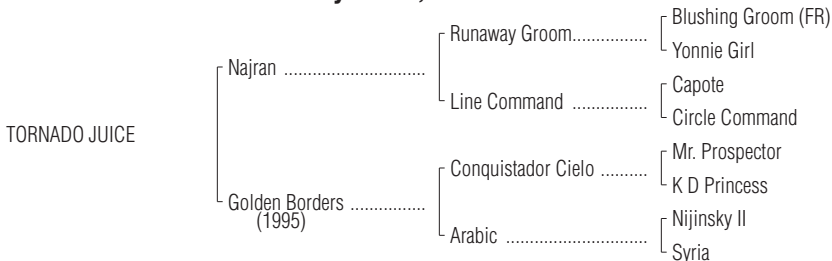 Blushing Groom (FR)
Runaway Groom................
Yonnie Girl
Najran .............................
Capote
Line Command ................
Circle Command
TORNADO JUICE
Mr. Prospector
Conquistador Cielo ..........
K D Princess
Golden Borders ................
(1995)
Nijinsky II
Arabic .............................
Syria